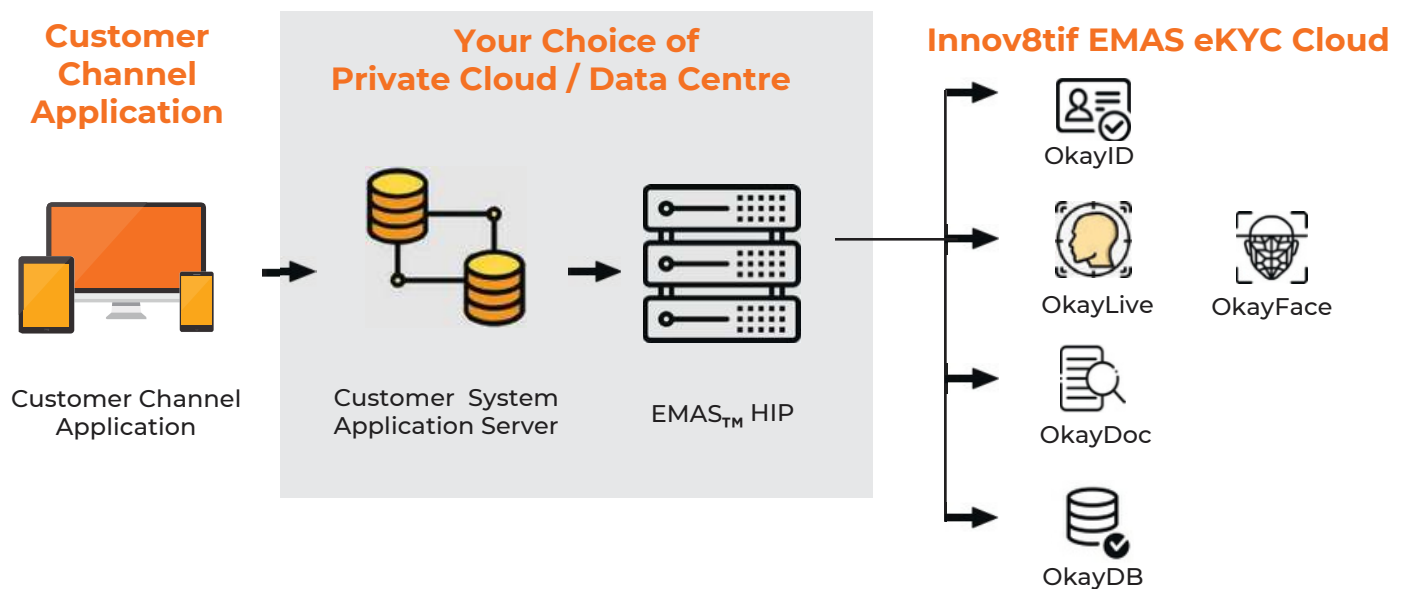 Customer
Channel
Application
Your Choice of
Private Cloud / Data Centre
Innov8tif EMAS eKYC Cloud
OkayID
OkayLive
OkayFace
Customer Channel
Application
Customer System
Application Server
EMAS™ HIP
OkayDoc
OkayDB